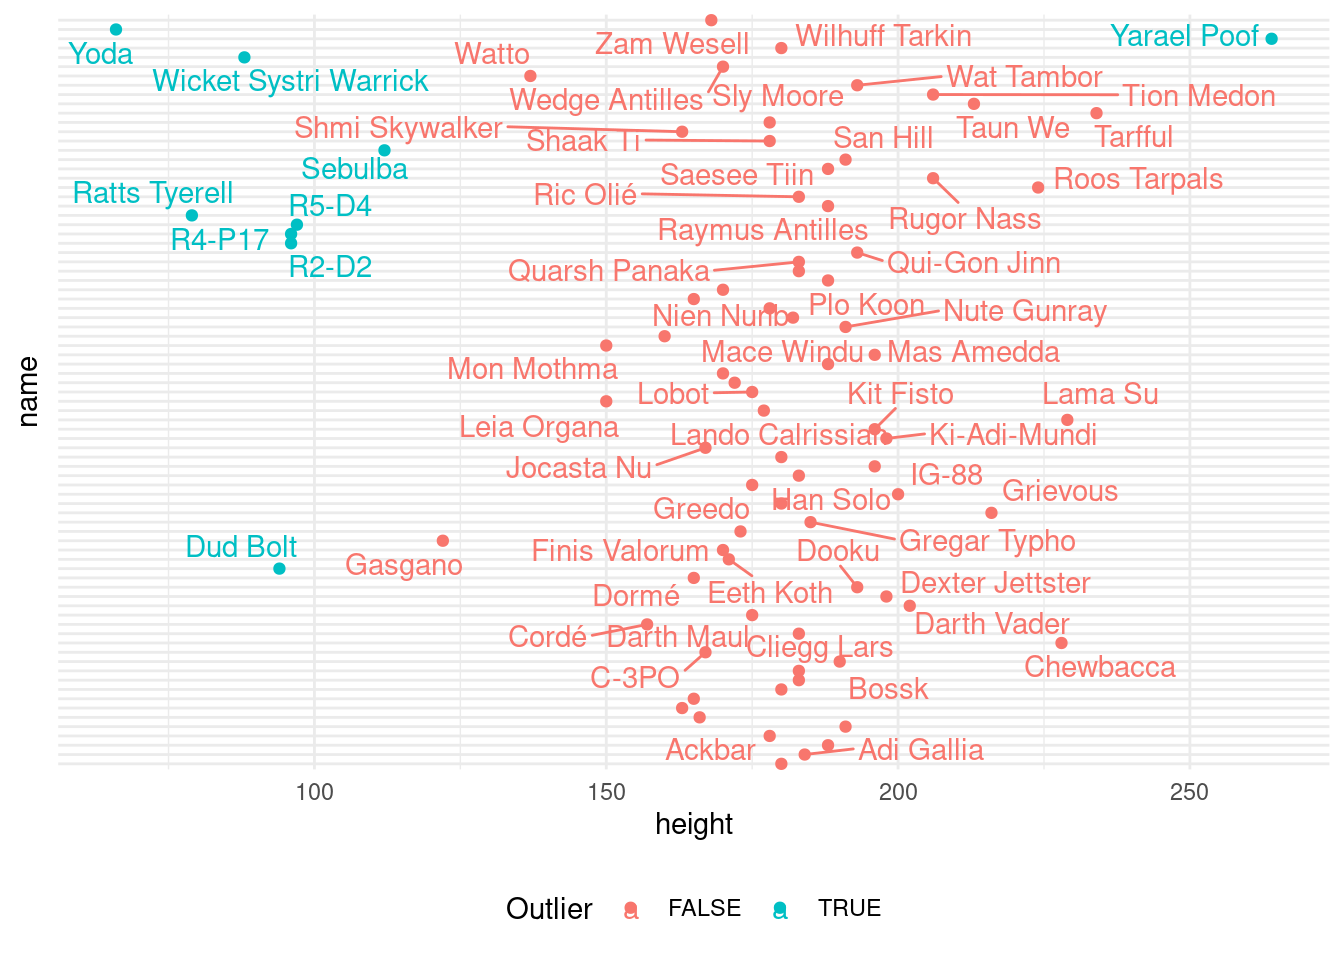 Yoda
Wicket Systri Warrick
Watto
Zam Wesell
Wilhuff Tarkin
Yarael Poof
Wedge Antilles
Sly Moore
Wat Tambor
Tion Medon
Shmi Skywalker
Shaak Ti
San Hill
Taun We
Tarfful
Sebulba
Saesee Tiin
Roos Tarpals
Ratts Tyerell
R5-D4
Ric Olié
Rugor Nass
R4-P17
Raymus Antilles
R2-D2
Quarsh Panaka
Qui-Gon Jinn
Nien Nunb
Plo Koon
Nute Gunray
Mace Windu
Mas Amedda
Mon Mothma
Lobot
Kit Fisto
Lama Su
Leia Organa
Lando Calrissian
Ki-Adi-Mundi
Jocasta Nu
IG-88
Greedo
Han Solo
Grievous
Dud Bolt
Gasgano
Finis Valorum
Dooku
Gregar Typho
Dormé
Eeth Koth
Dexter Jettster
Cordé
Darth Maul
Cliegg Lars
Darth Vader
Chewbacca
C-3PO
Bossk
Ackbar
Adi Gallia
name
100 150 200 250
height
Outlier a FALSE a TRUE